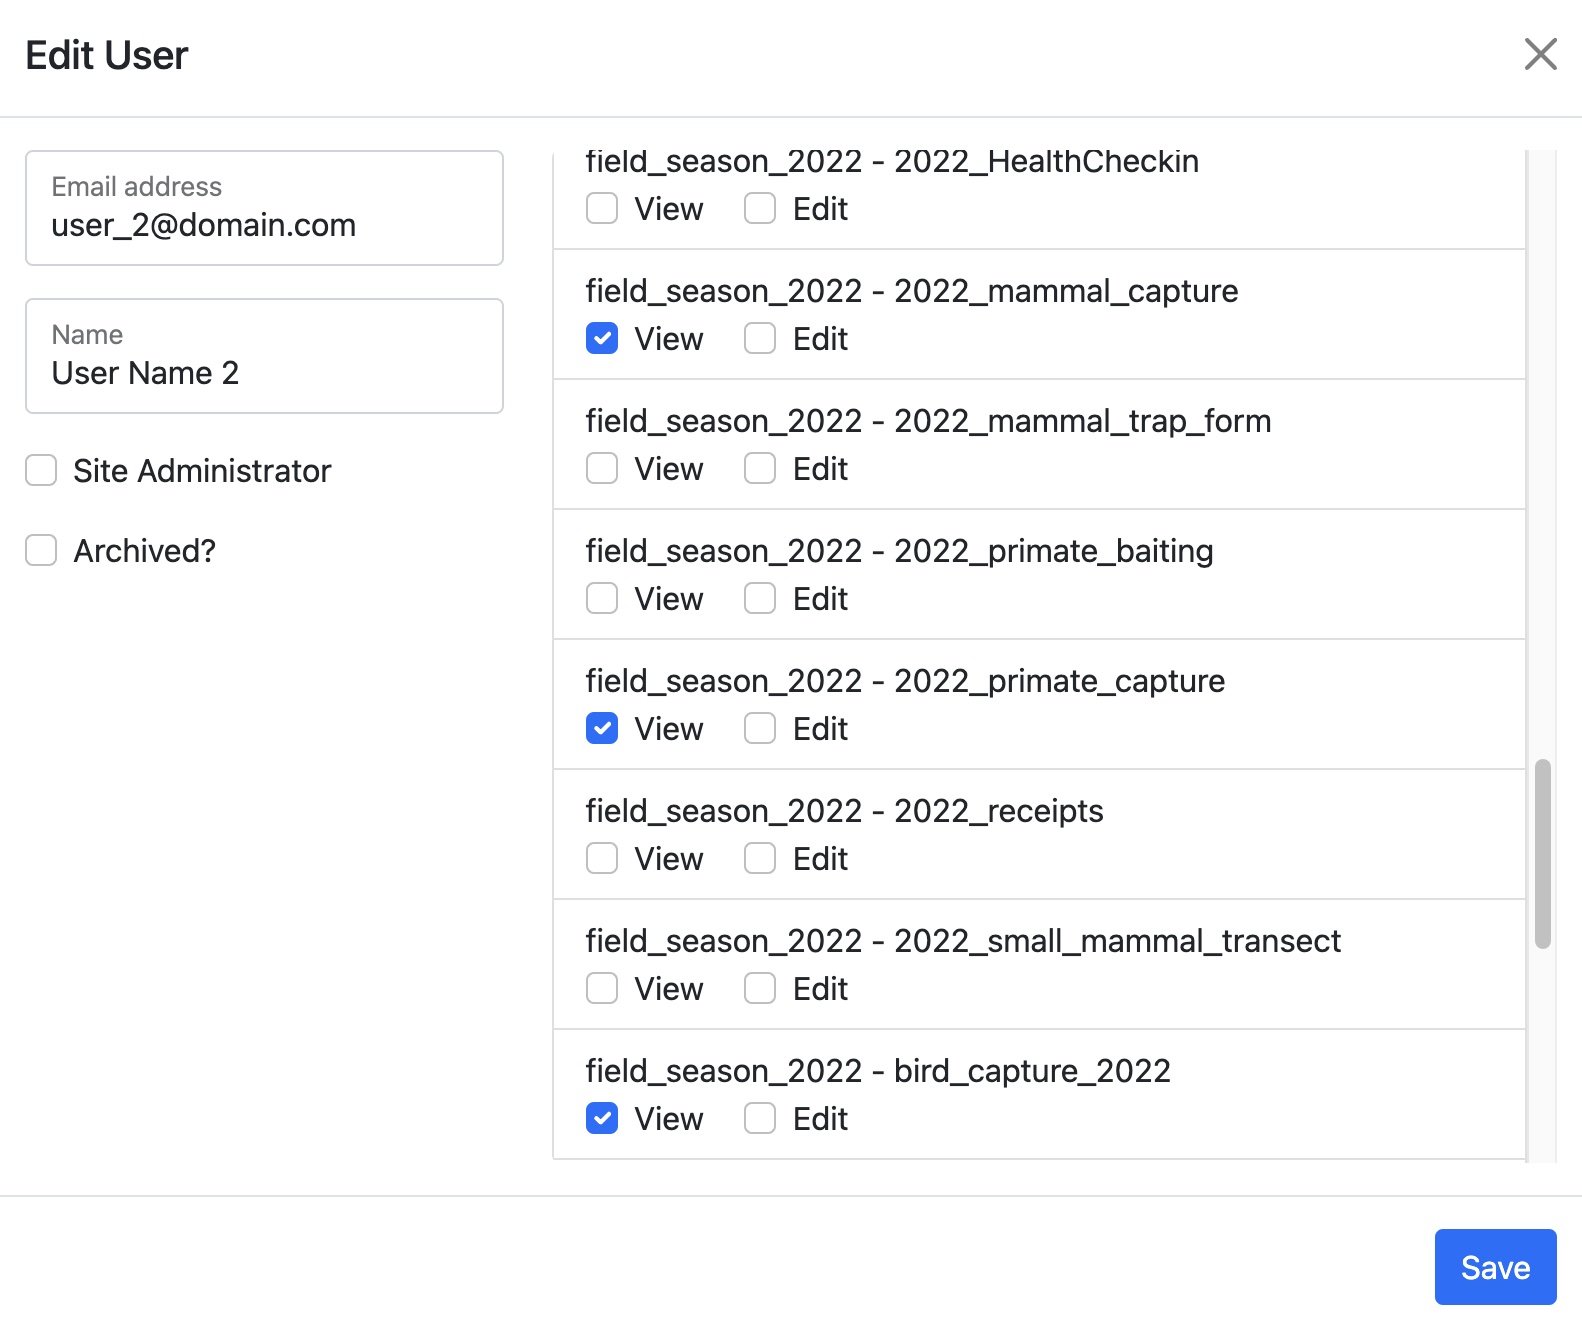 Edit User
Email address
user_2@domain.com
Name
User Name 2
Site Administrator
Archived?
field_season_2022 - 2022_HealthCheckin
View Edit
field_season_2022 - 2022_mammal_capture
View Edit
field_season_2022 - 2022_mammal_trap_form
View Edit
field_season_2022 - 2022_primate_baiting
View Edit
field_season_2022 - 2022_primate_capture
View Edit
field_season_2022 - 2022_receipts
View Edit
field_season_2022 - 2022_small_mammal_transect
View Edit
field_season_2022 - bird_capture_2022
View Edit
Save